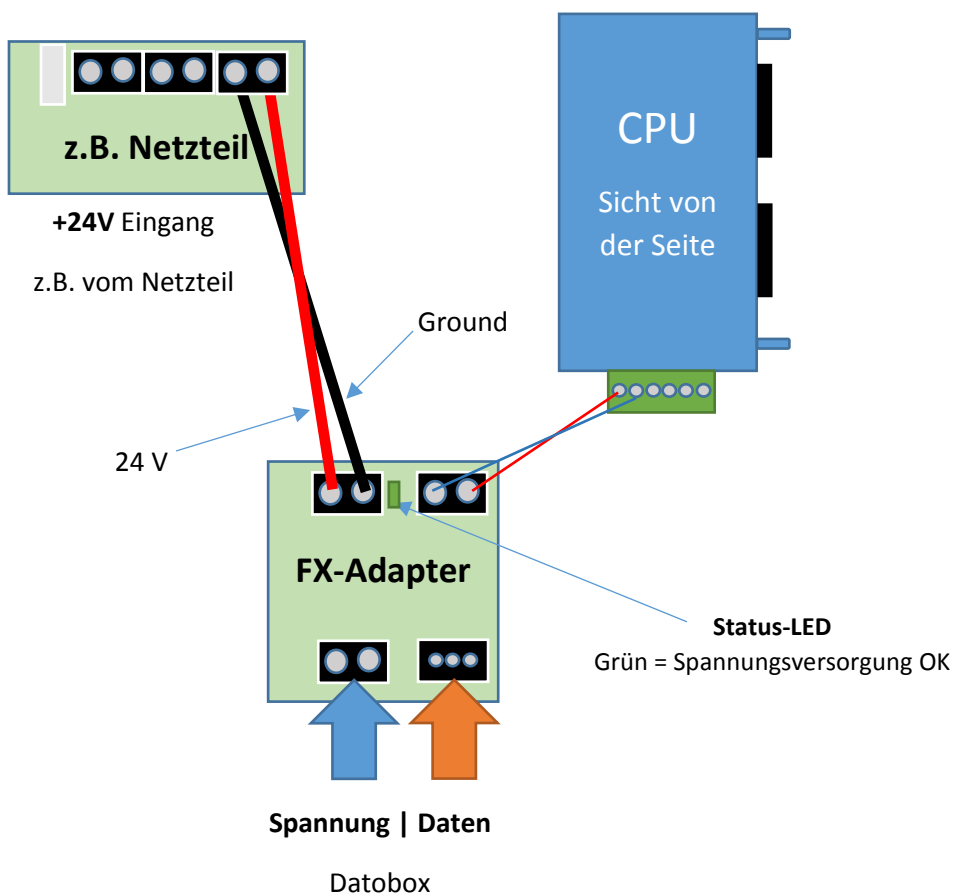 z.B. Netzteil
+24V Eingang
z.B. vom Netzteil
CPU
Sicht von
der Seite
Ground
24 V
FX-Adapter
Status-LED
Grün = Spannungsversorgung OK
Spannung | Daten
Datobox